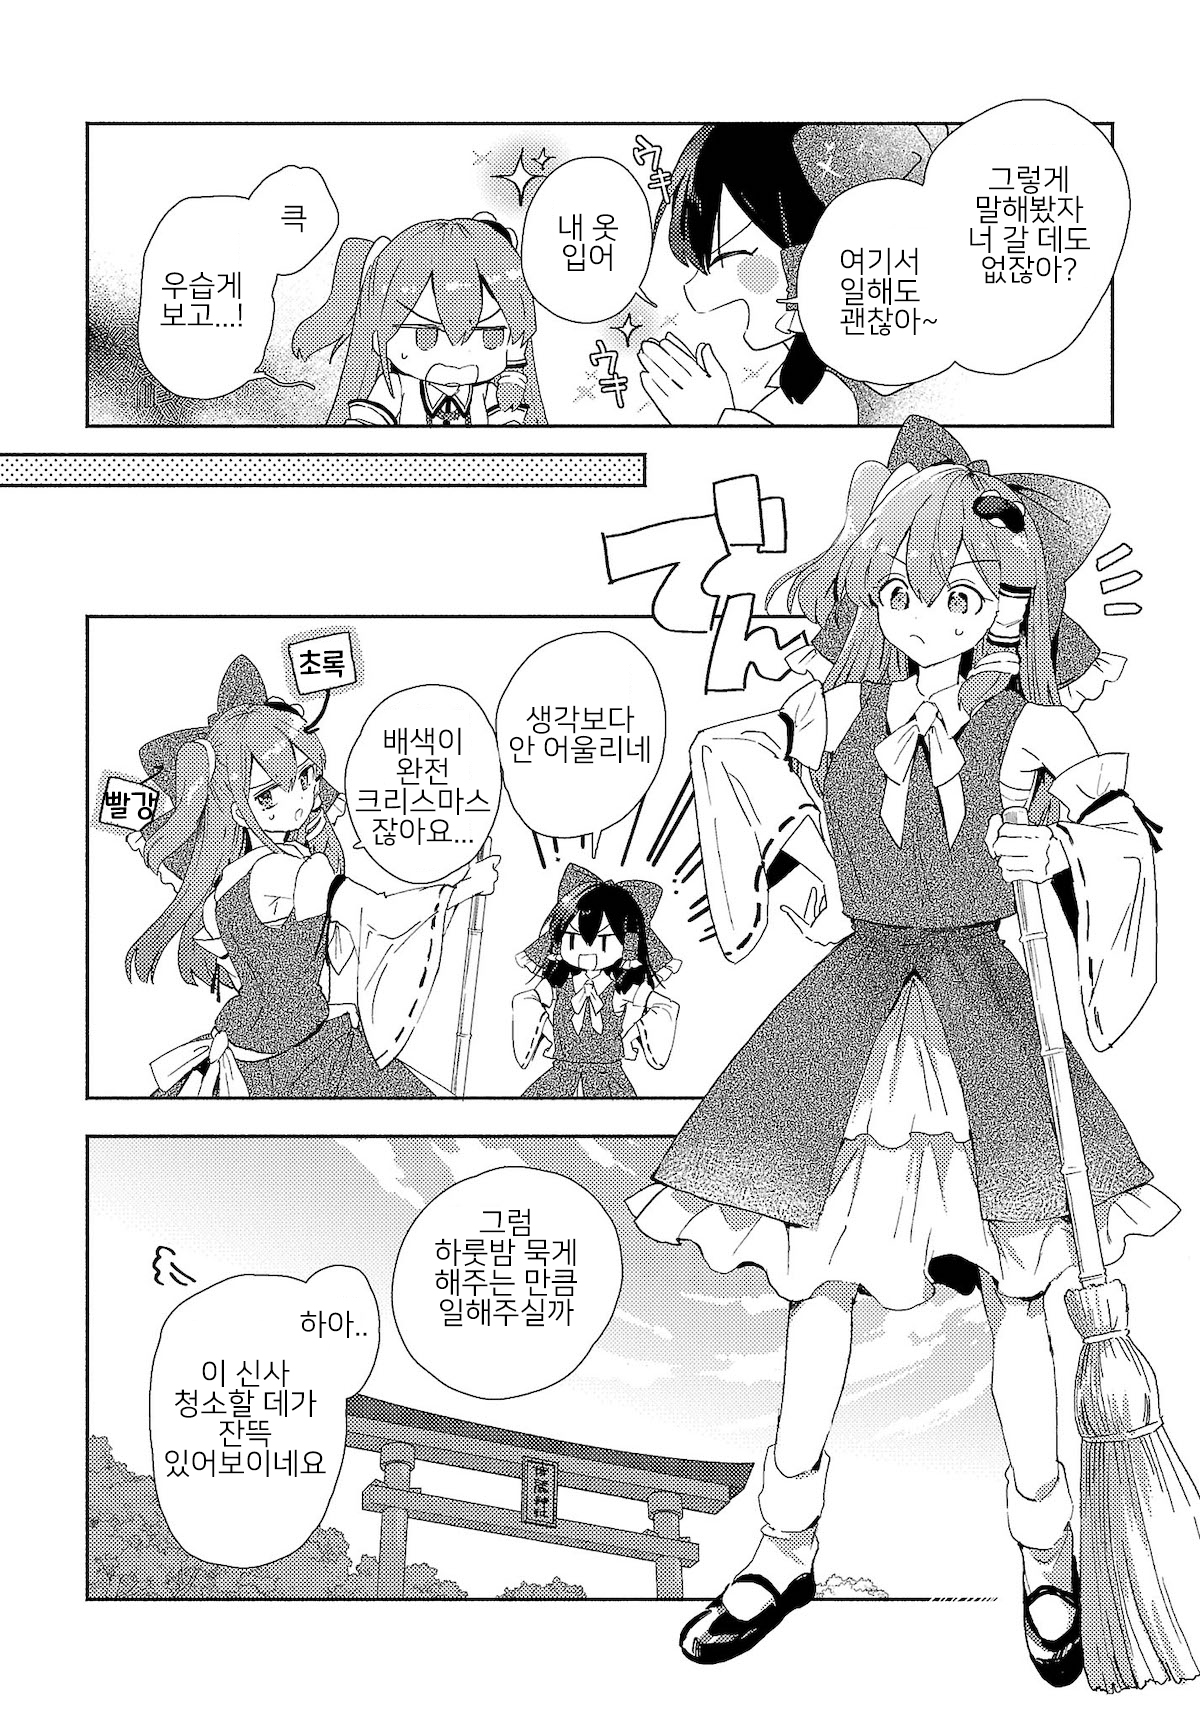 그렇게
말해봤자
너 갈 데도
없잖아?
여기서
일해도
괜찮아~
ウキ
내 옷
입어
ウキ
큭
우습게
보고...!
でん
생각보다
안 어울리네
배색이
완전
크리스마스
잖아요...
초록
빨강
그럼
하룻밤 묵게
해주는 만큼
일해주실까
하아..
이 신사
청소할 데가
잔뜩
있어보이네요
博麗神社